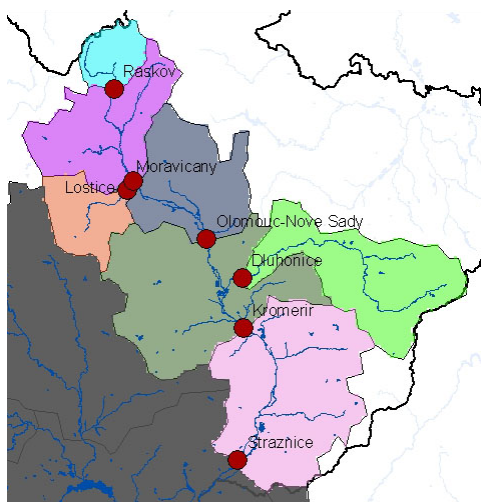 Raskov
Moravicany
Lostice
Olomouc-Nove Sady
Dluhonice
Kromerir
Straznice